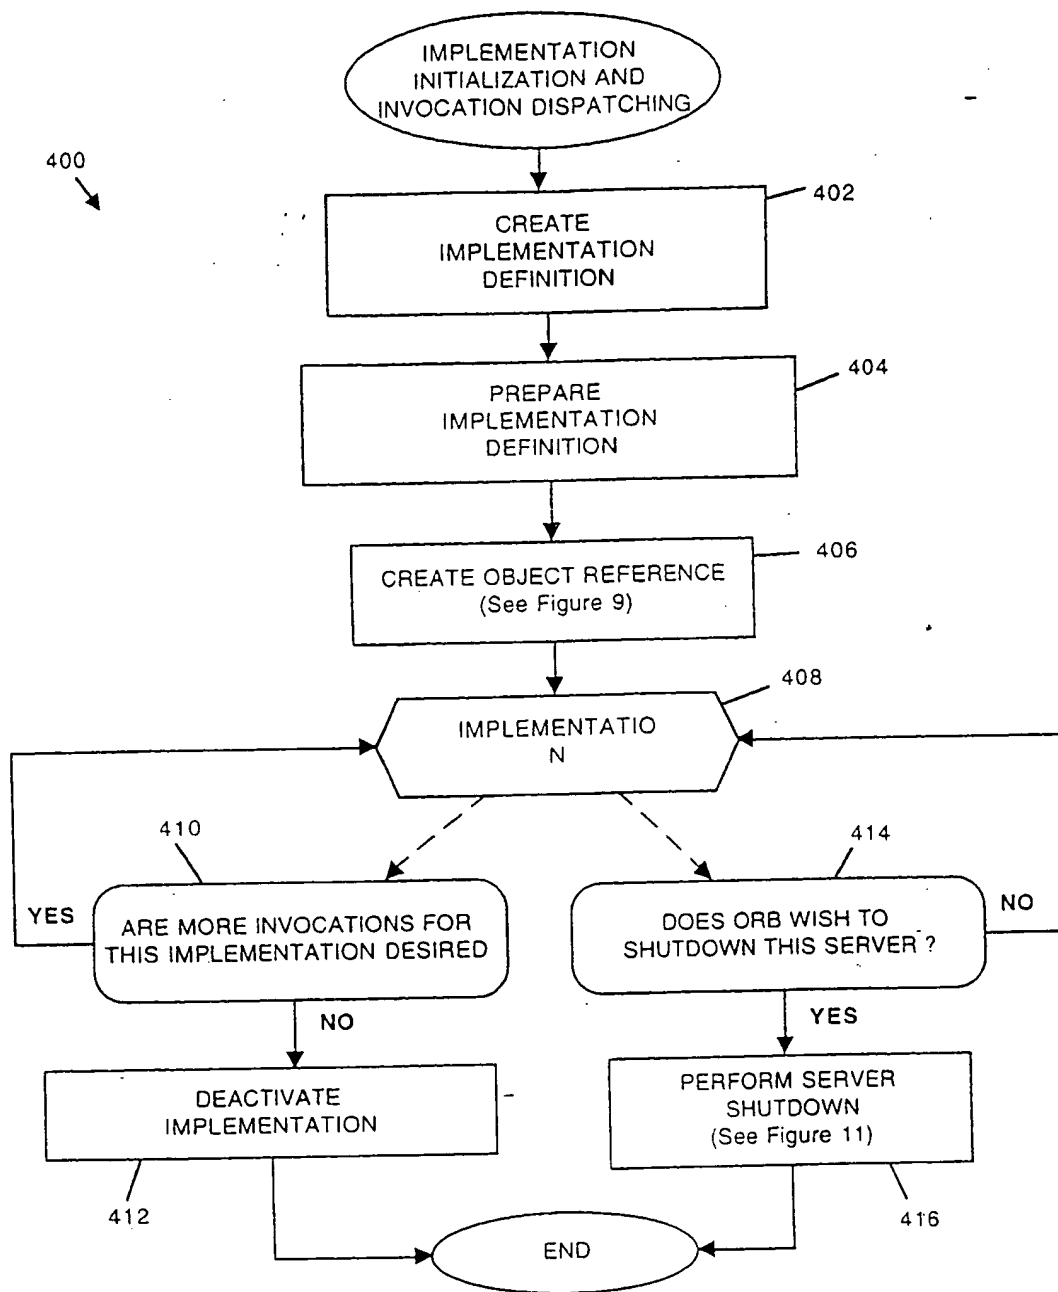 IMPLEMENTATION
INITIALIZATION AND
INVOCATION DISPATCHING
400
402
CREATE
IMPLEMENTATION
DEFINITION
404
PREPARE
IMPLEMENTATION
DEFINITION
406
CREATE OBJECT REFERENCE
(See Figure 9)
408
IMPLEMENTATIO
N
410
414
YES
ARE MORE INVOCATIONS FOR
THIS IMPLEMENTATION DESIRED
DOES ORB WISH TO
SHUTDOWN THIS SERVER ?
NO
NO
YES
DEACTIVATE
IMPLEMENTATION
PERFORM SERVER
SHUTDOWN
(See Figure 11)
412
416
END